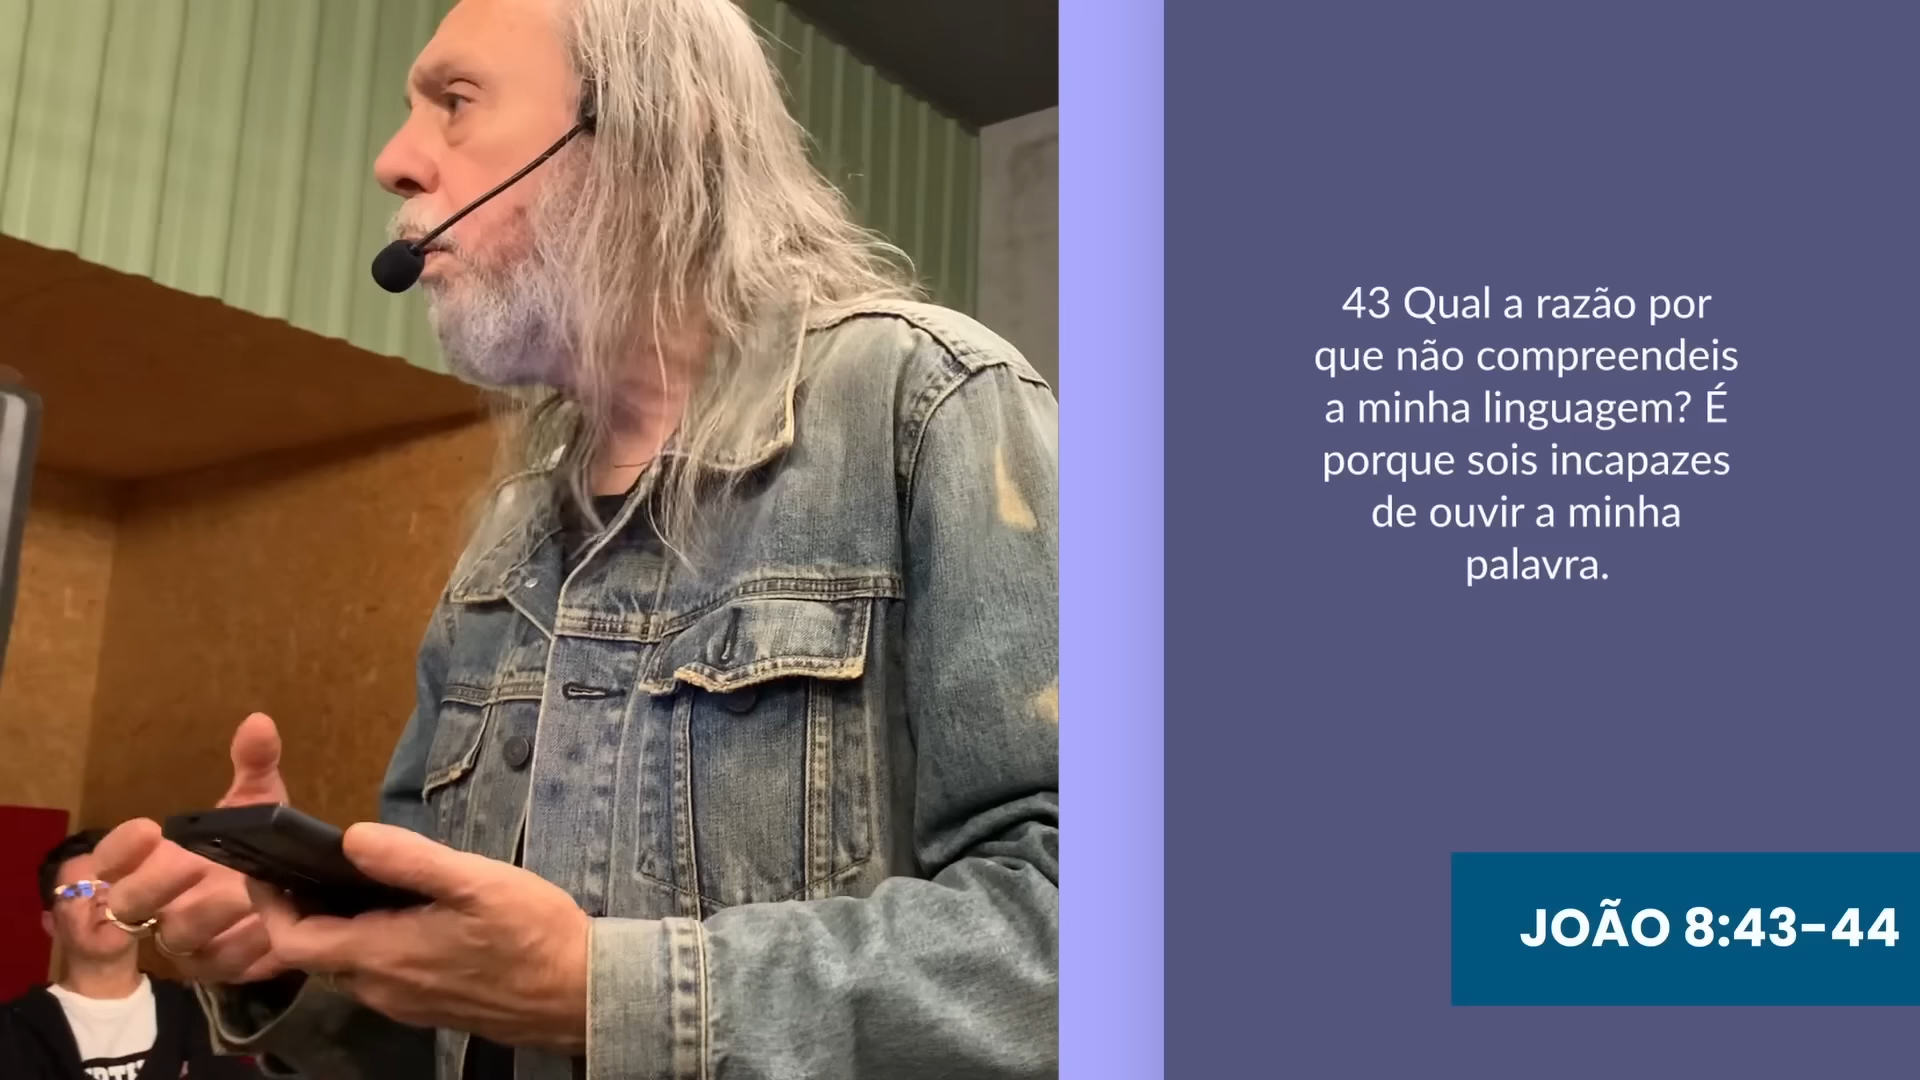 43 Qual a razão por
que não compreendeis
a minha linguagem? É
porque sois incapazes
de ouvir a minha
palavra.
JOÃO 8:43-44